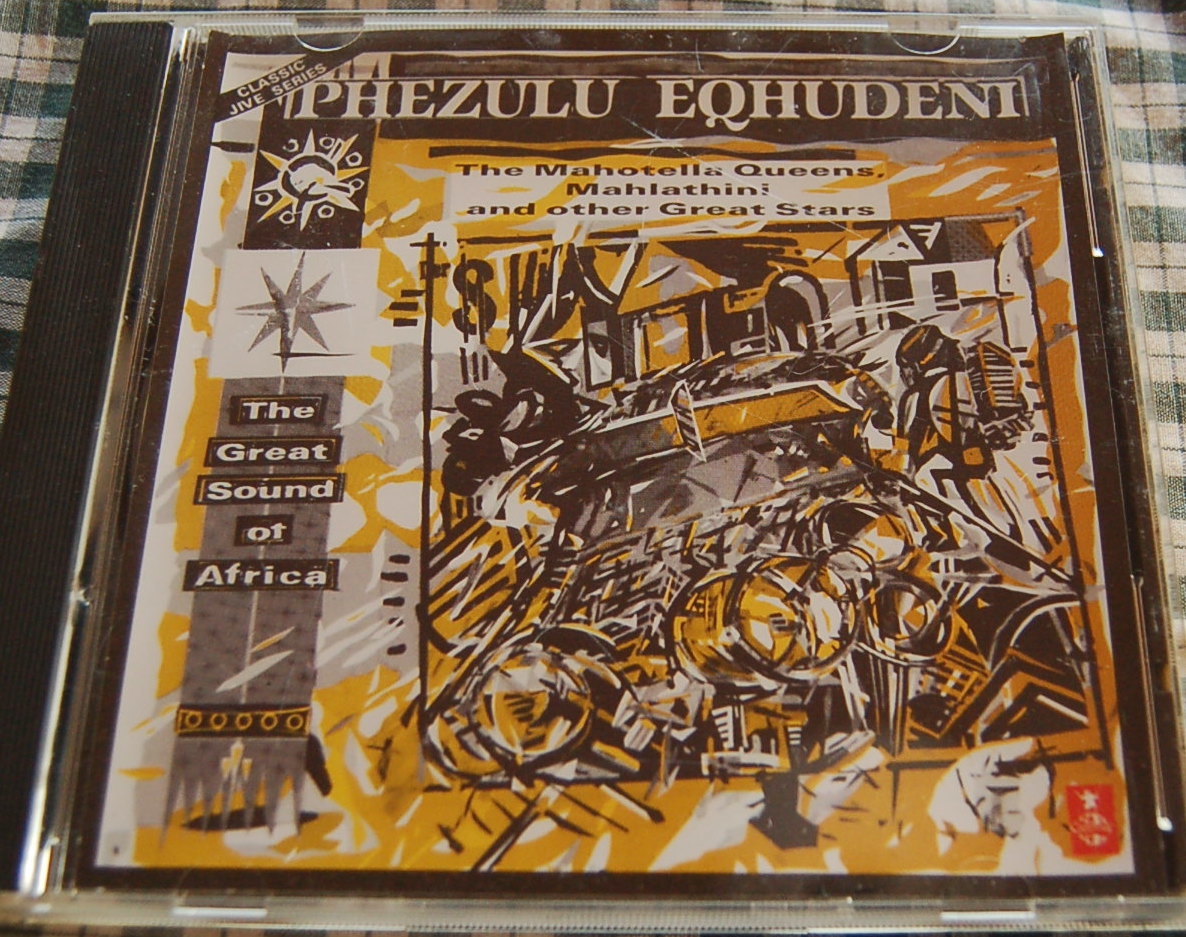 CLASSIC
JIVE SERIES
PHEZULU EQHUDENI
The Mahotella Queens,
Mahlathini
and other Great Stars
The
Great
Sound
of
Africa